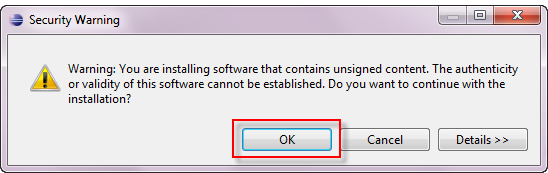 Security Warning
Warning: You are installing software that contains unsigned content. The authenticity
or validity of this software cannot be established. Do you want to continue with the
installation?
OK Cancel Details >>